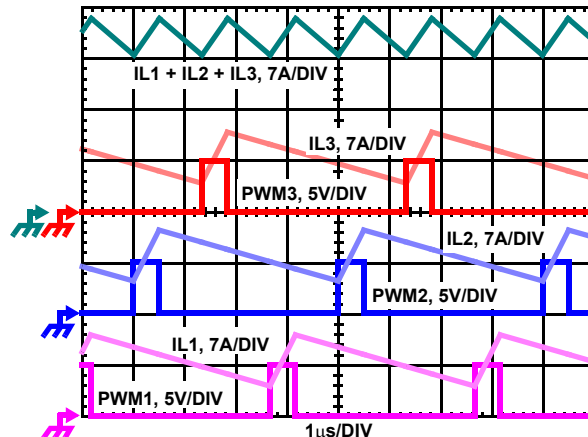 IL1 + IL2 + IL3, 7A/DIV
IL3, 7A/DIV
PWM3, 5V/DIV
IL2, 7A/DIV
PWM2, 5V/DIV
IL1, 7A/DIV
PWM1, 5V/DIV
1µs/DIV